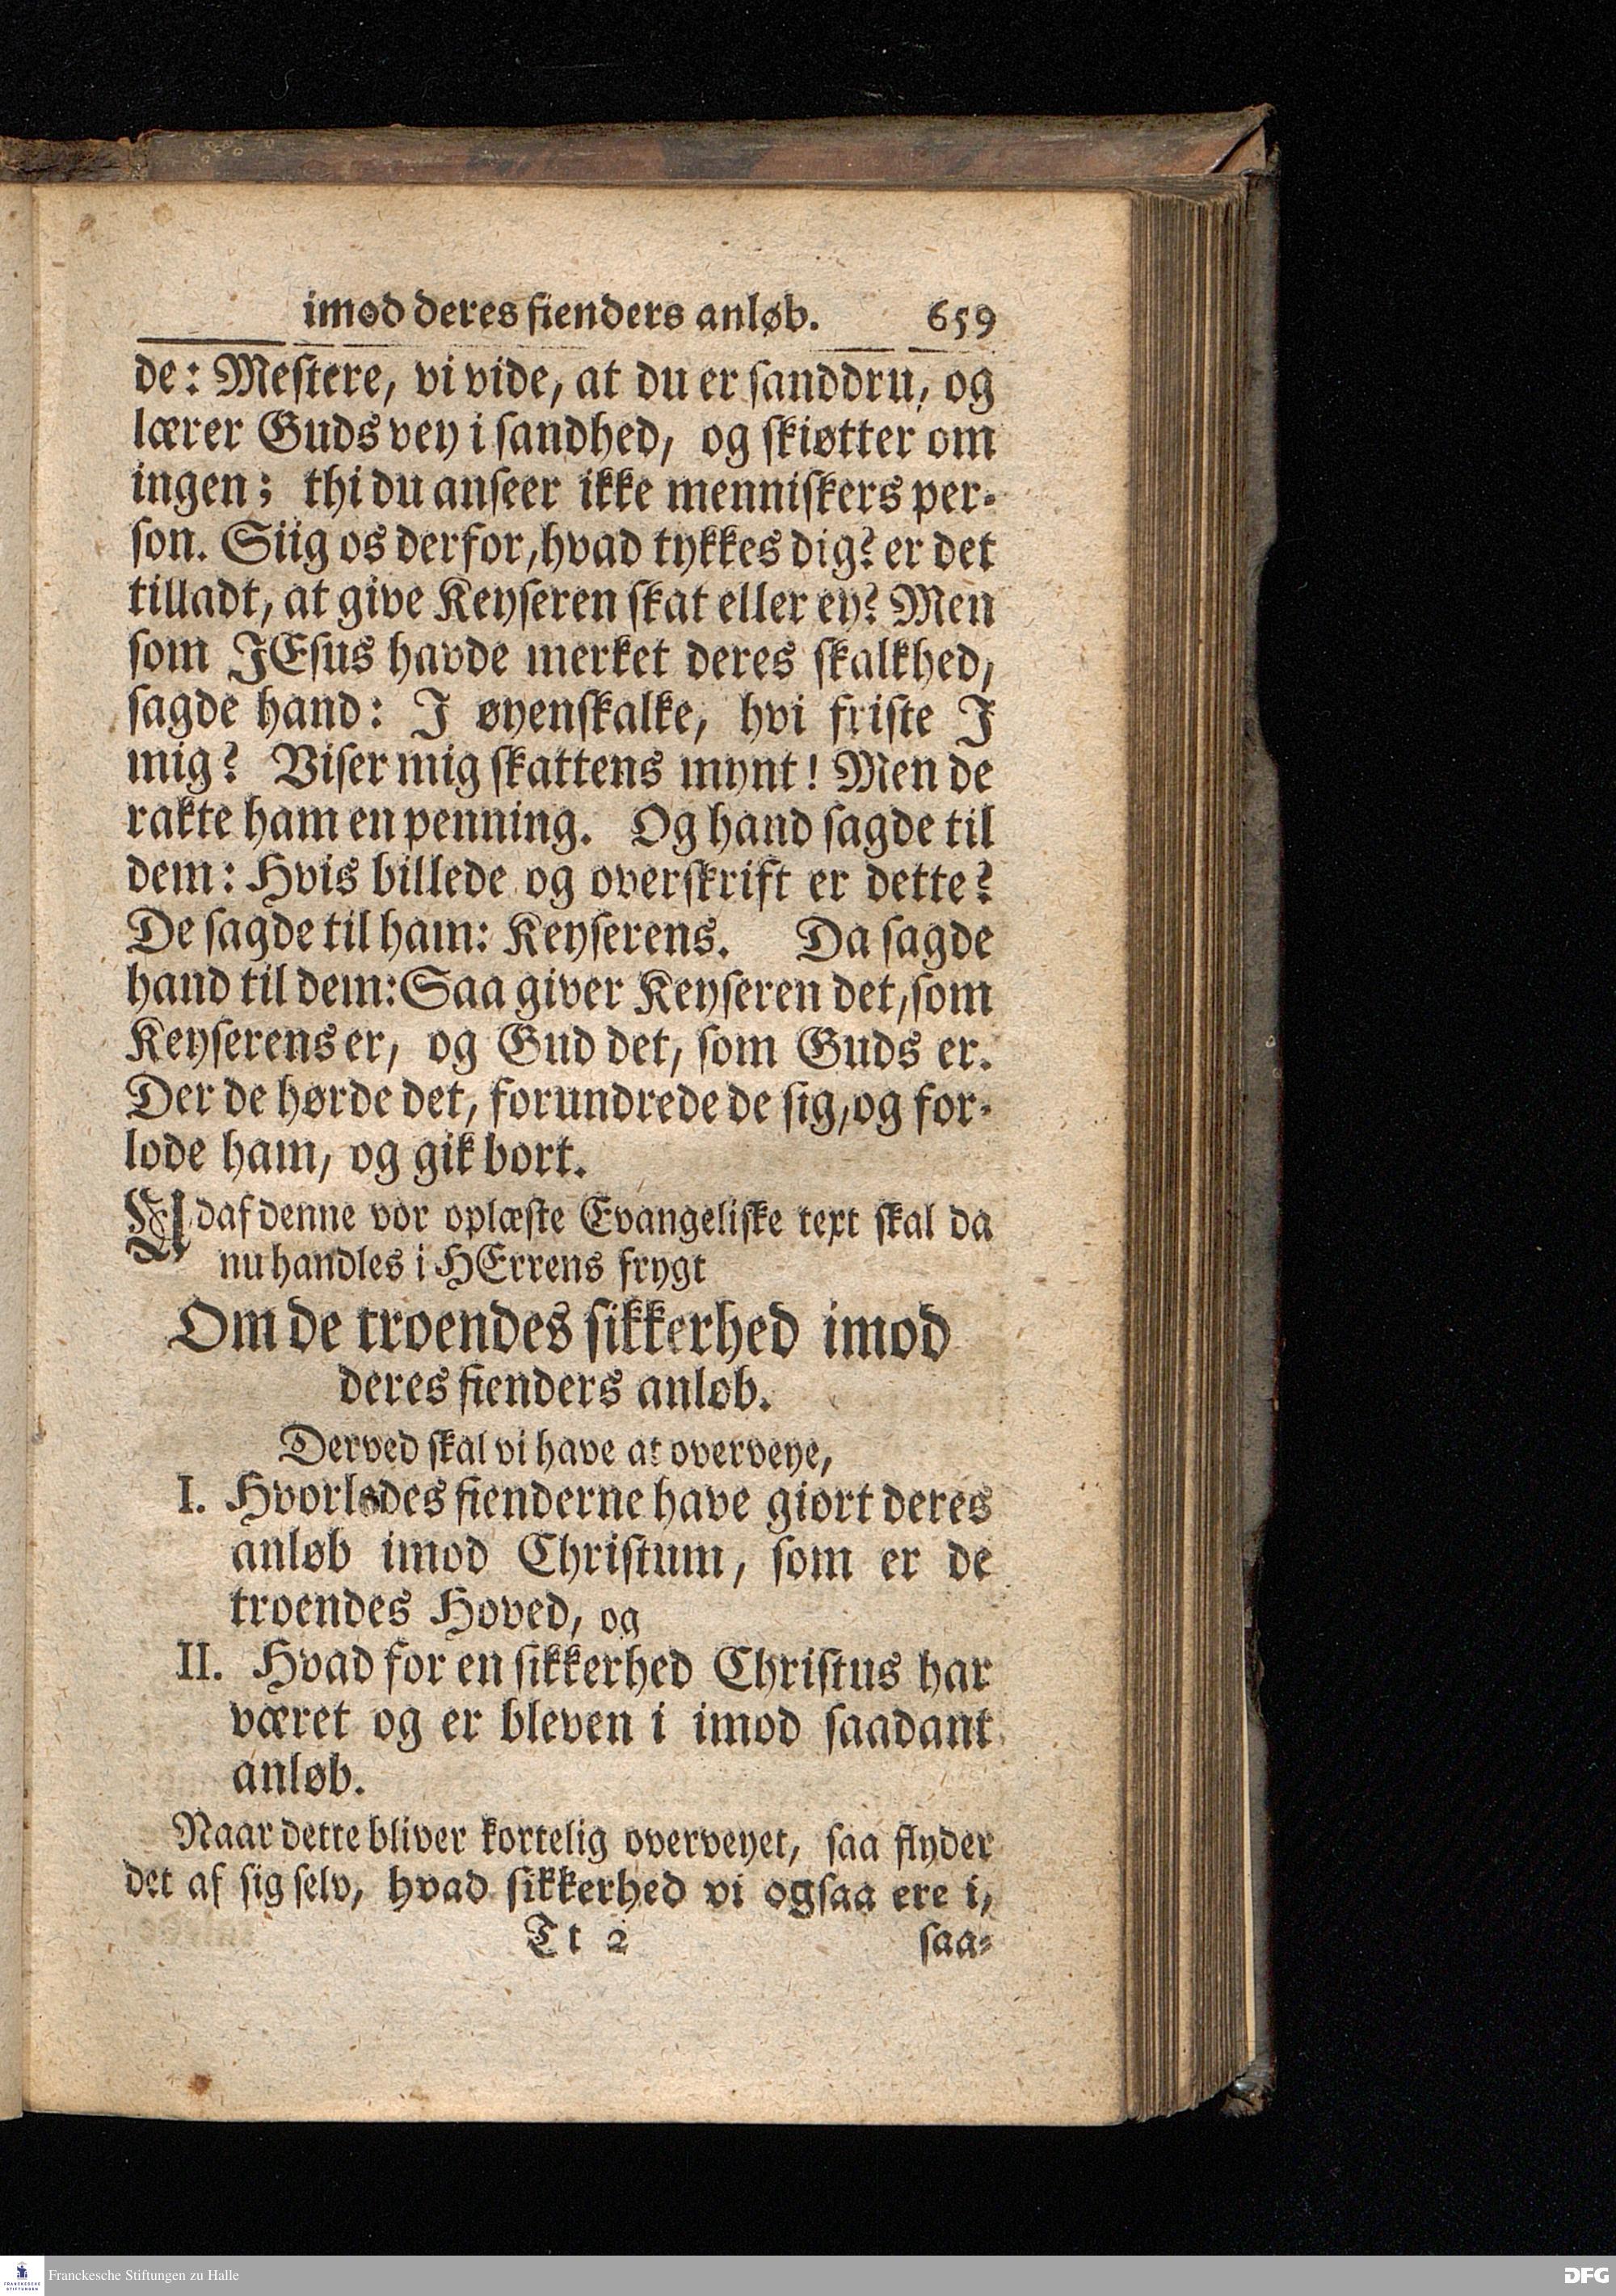 imod deres fienders anløb. 659
de: Mestere, vi vide, at du er sanddru, og
lærer Guds vey i sandhed, og skiøtter om
ingen; thi du anseer ikke menniskers per-
son. Siig os derfor, hvad tykkes dig? er det
tilladt, at give Keyseren skat eller ey? Men
som JEsus havde merket deres skalkhed,
sagde hand: I øyenskalke, hvi friste I
mig? Viser mig skattens mynt! Men de
rakte ham en penning. Og hand sagde til
dem: Hvis billede og overskrift er dette?
De sagde til ham: Keyserens. Da sagde
hand til dem: Saa giver Keyseren det, som
Keyserens er, og Gud det, som Guds er.
Der de hørde det, forundrede de sig, og for-
lode ham, og gik bort.
Udaf denne vor oplæste Evangeliske text skal da
nu handles i HErrens frygt
Om de troendes sikkerhed imod
deres fienders anløb.
Derved skal vi have at overveye,
I. Hvorledes fienderne have giort deres
anløb imod Christum, som er de
troendes Hoved, og
II. Hvad for en sikkerhed Christus har
været og er bleven i imod saadant
anløb.
Naar dette bliver kortelig overveyet, saa flyder
det af sig selv, hvad sikkerhed vi ogsaa ere i,
Tt 2 saa-
Franckesche Stiftungen zu Halle
FRANCKESCHE STIFTUNGEN
DFG